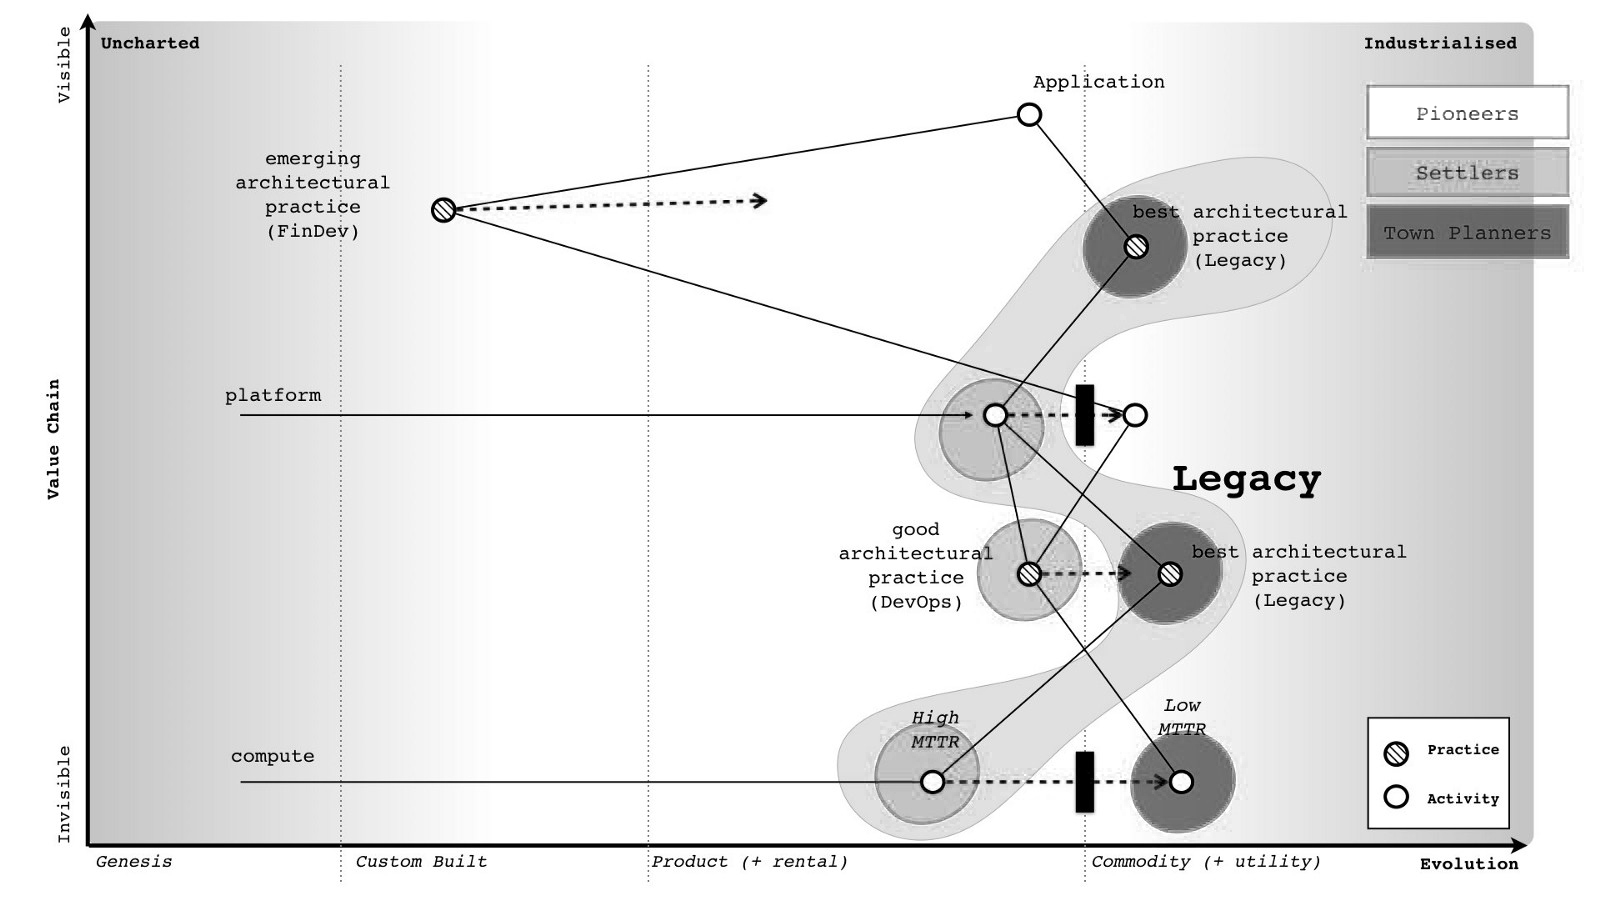 Uncharted
Industrialised
Visible
Application
Pioneers
emerging
architectural
practice
(FinDev)
Settlers
best architectural
practice
(Legacy)
Town Planners
platform
Value Chain
Legacy
good
architectural
practice
(DevOps)
best architectural
practice
(Legacy)
High
MTTR
Low
MTTR
compute
Practice
Activity
Invisible
Genesis
Custom Built
Product (+ rental)
Commodity (+ utility)
Evolution